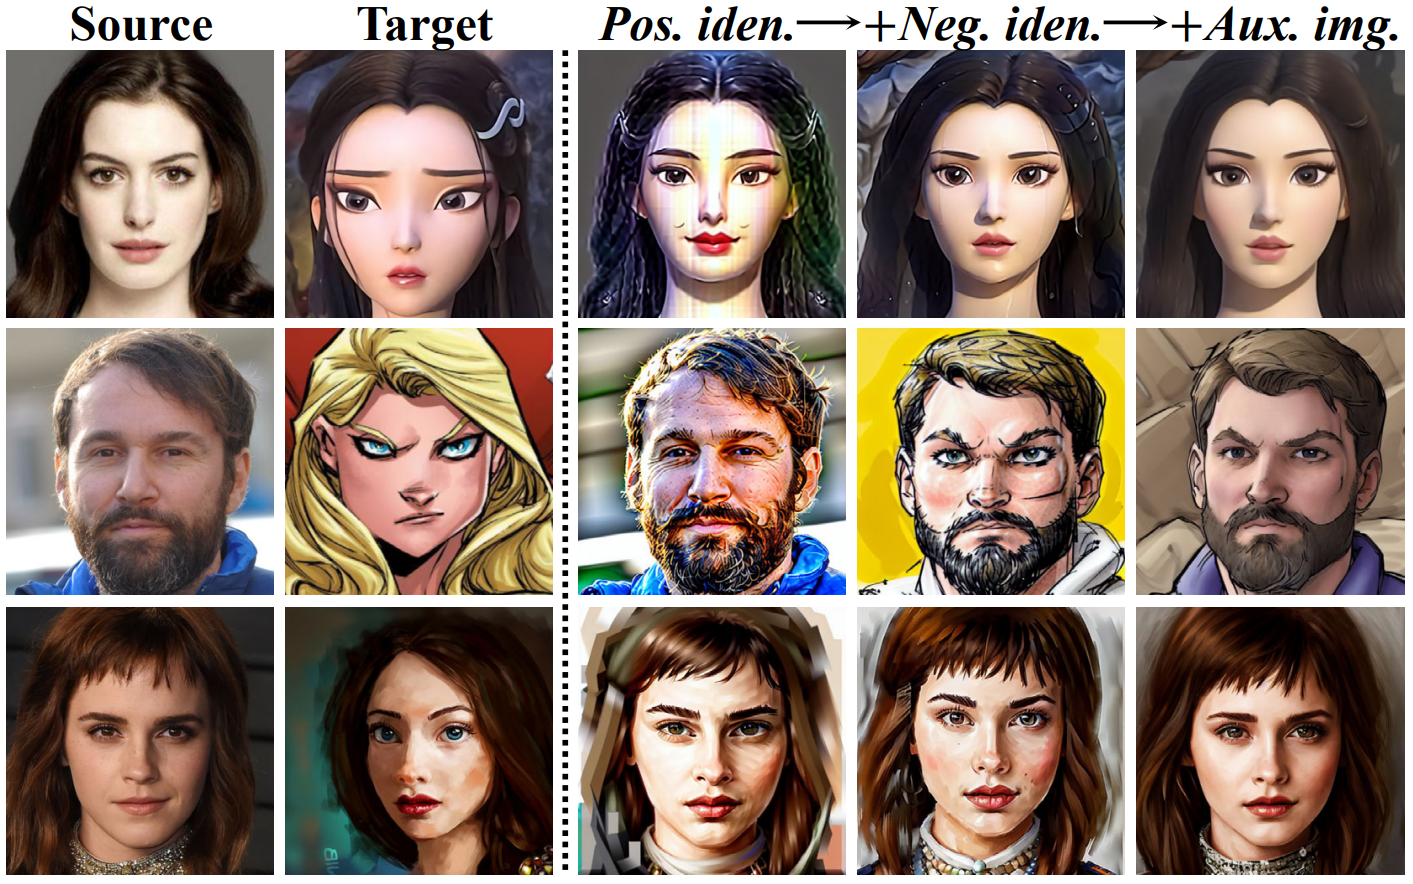 Source Target Pos. iden. → +Neg. iden. → +Aux. img.